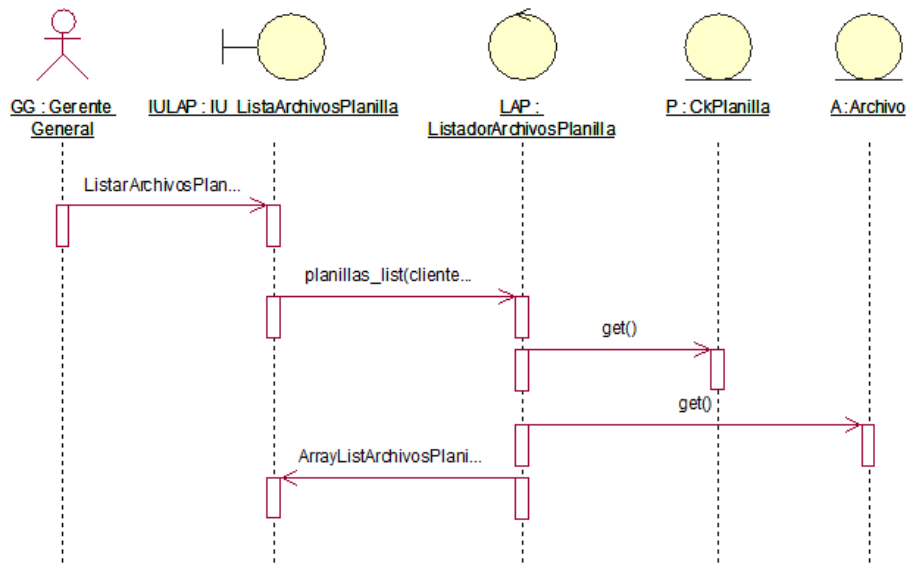 GG : Gerente
General
IULAP : IU_ListaArchivosPlanilla
LAP :
ListadorArchivosPlanilla
P : CkPlanilla
A : Archivo
ListarArchivosPlan...
planillas_list(cliente...
get()
get()
ArrayListArchivosPlani...